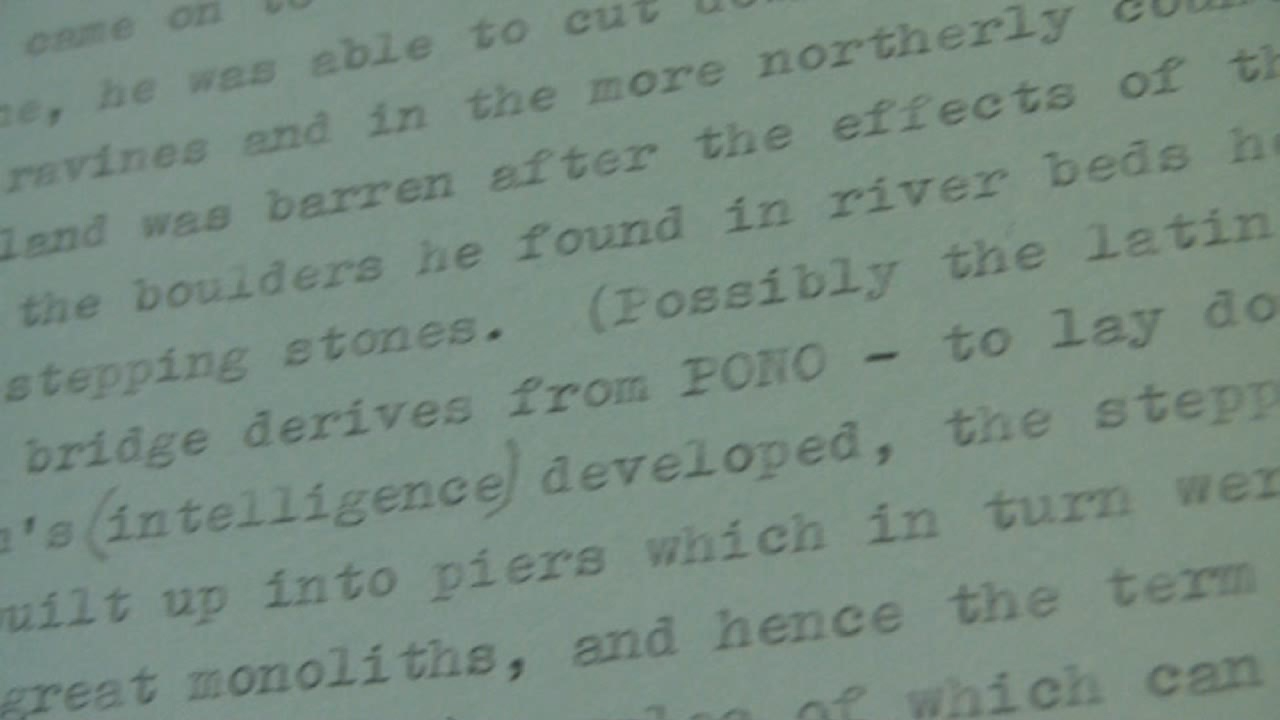 came on
he was able to cut
ravines and in the more northerly
land was barren after the effects of
the boulders he found in river beds
stepping stones. (Possibly the latin
bridge derives from PONO - to lay
's (intelligence) developed, the
up into piers which in turn
great monoliths, and hence the term
of which can